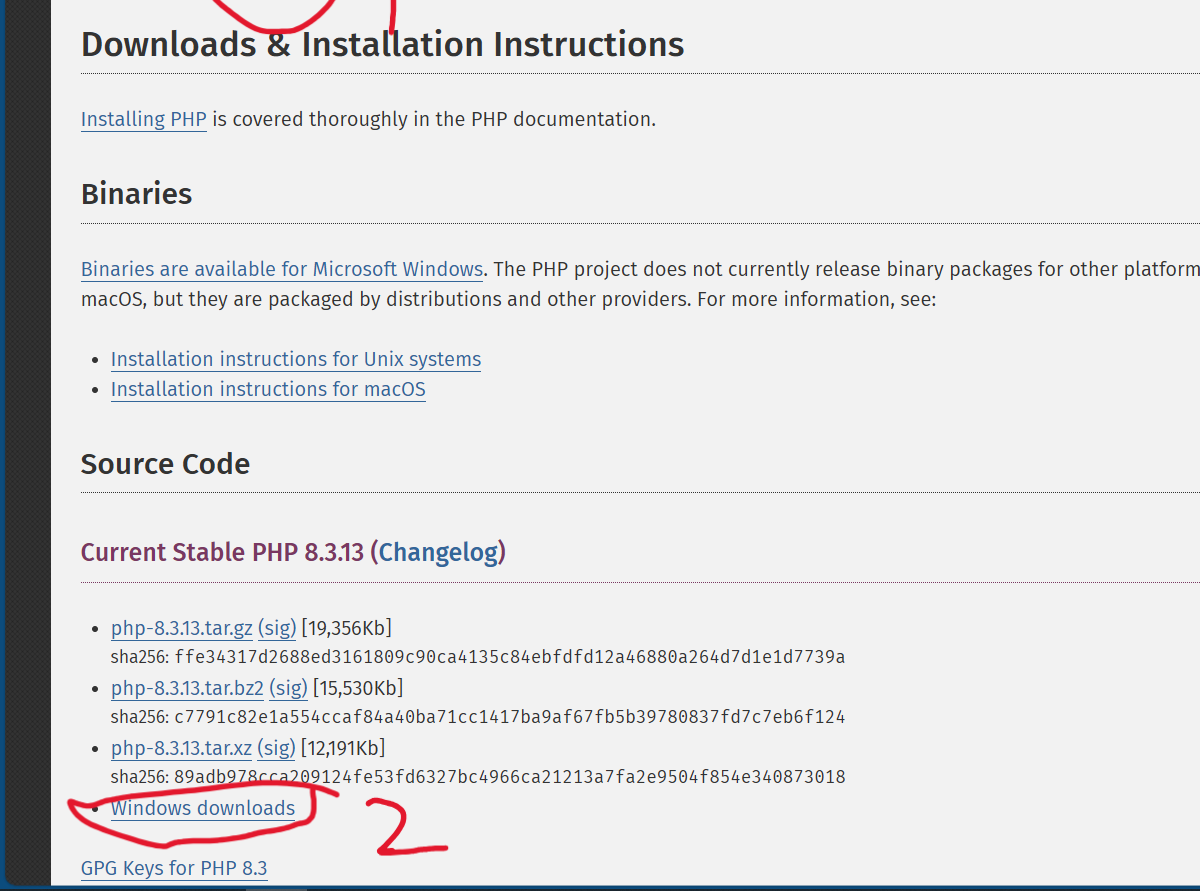 Downloads & Installation Instructions
Installing PHP is covered thoroughly in the PHP documentation.
Binaries
Binaries are available for Microsoft Windows. The PHP project does not currently release binary packages for other platform
macOS, but they are packaged by distributions and other providers. For more information, see:
• Installation instructions for Unix systems
• Installation instructions for macOS
Source Code
Current Stable PHP 8.3.13 (Changelog)
• php-8.3.13.tar.gz (sig) [19,356Kb]
sha256: ffe34317d2688ed3161809c90ca4135c84ebfdfd12a46880a264d7d1e1d7739a
• php-8.3.13.tar.bz2 (sig) [15,530Kb]
sha256: c7791c82e1a554ccaf84a40ba71cc1417ba9af67fb5b39780837fd7c7eb6f124
• php-8.3.13.tar.xz (sig) [12,191Kb]
sha256: 89adb978cca209124fe53fd6327bc4966ca21213a7fa2e9504f854e340873018
• Windows downloads 2
GPG Keys for PHP 8.3